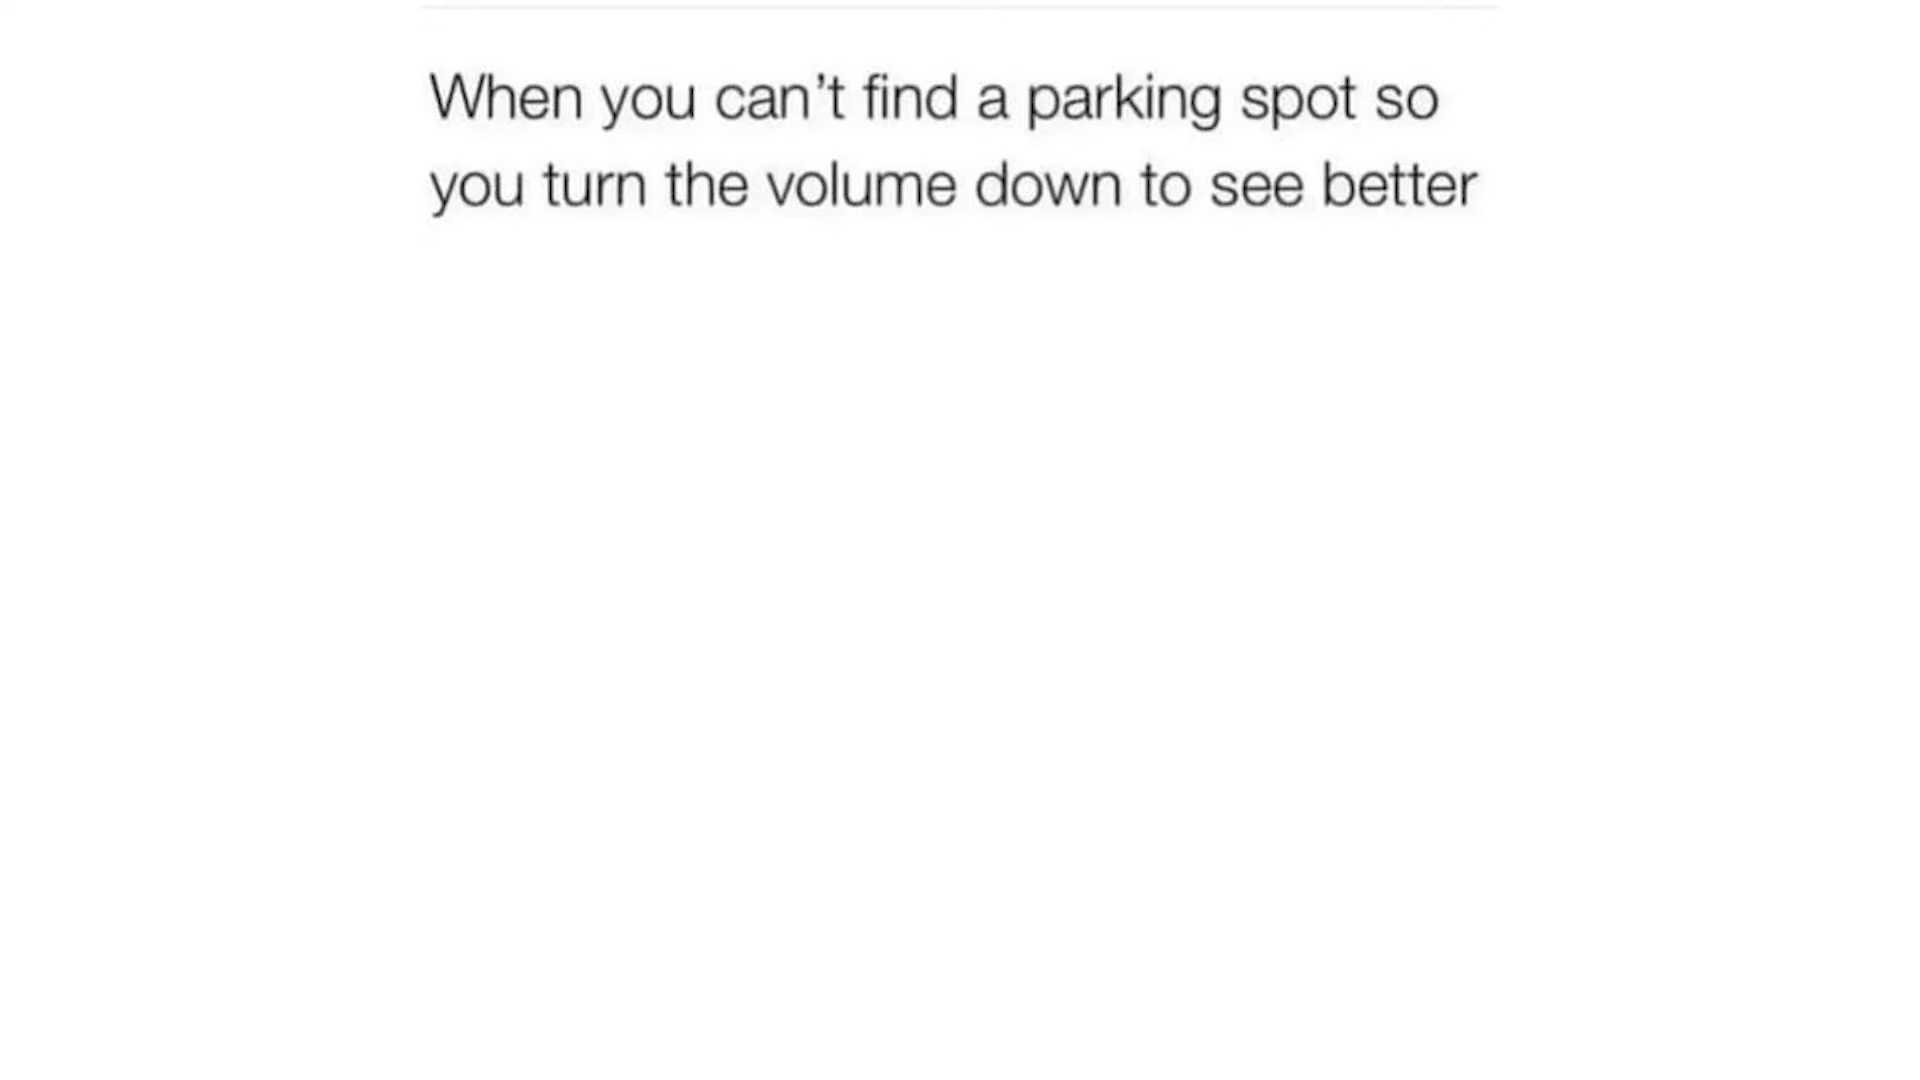 When you can’t find a parking spot so
you turn the volume down to see better